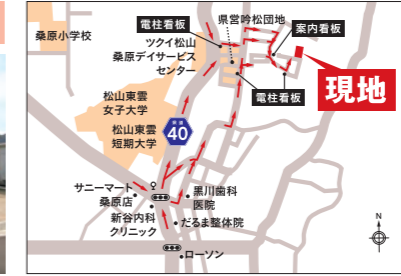 桑原小学校
電柱看板
県営吟松団地
案内看板
ツクイ松山
桑原デイサービス
センター
電柱看板
現地
松山東雲
女子大学
松山東雲
短期大学
県道
40
サニーマート
桑原店
黒川歯科
医院
新谷内科
クリニック
だるま整体院
ローソン
N